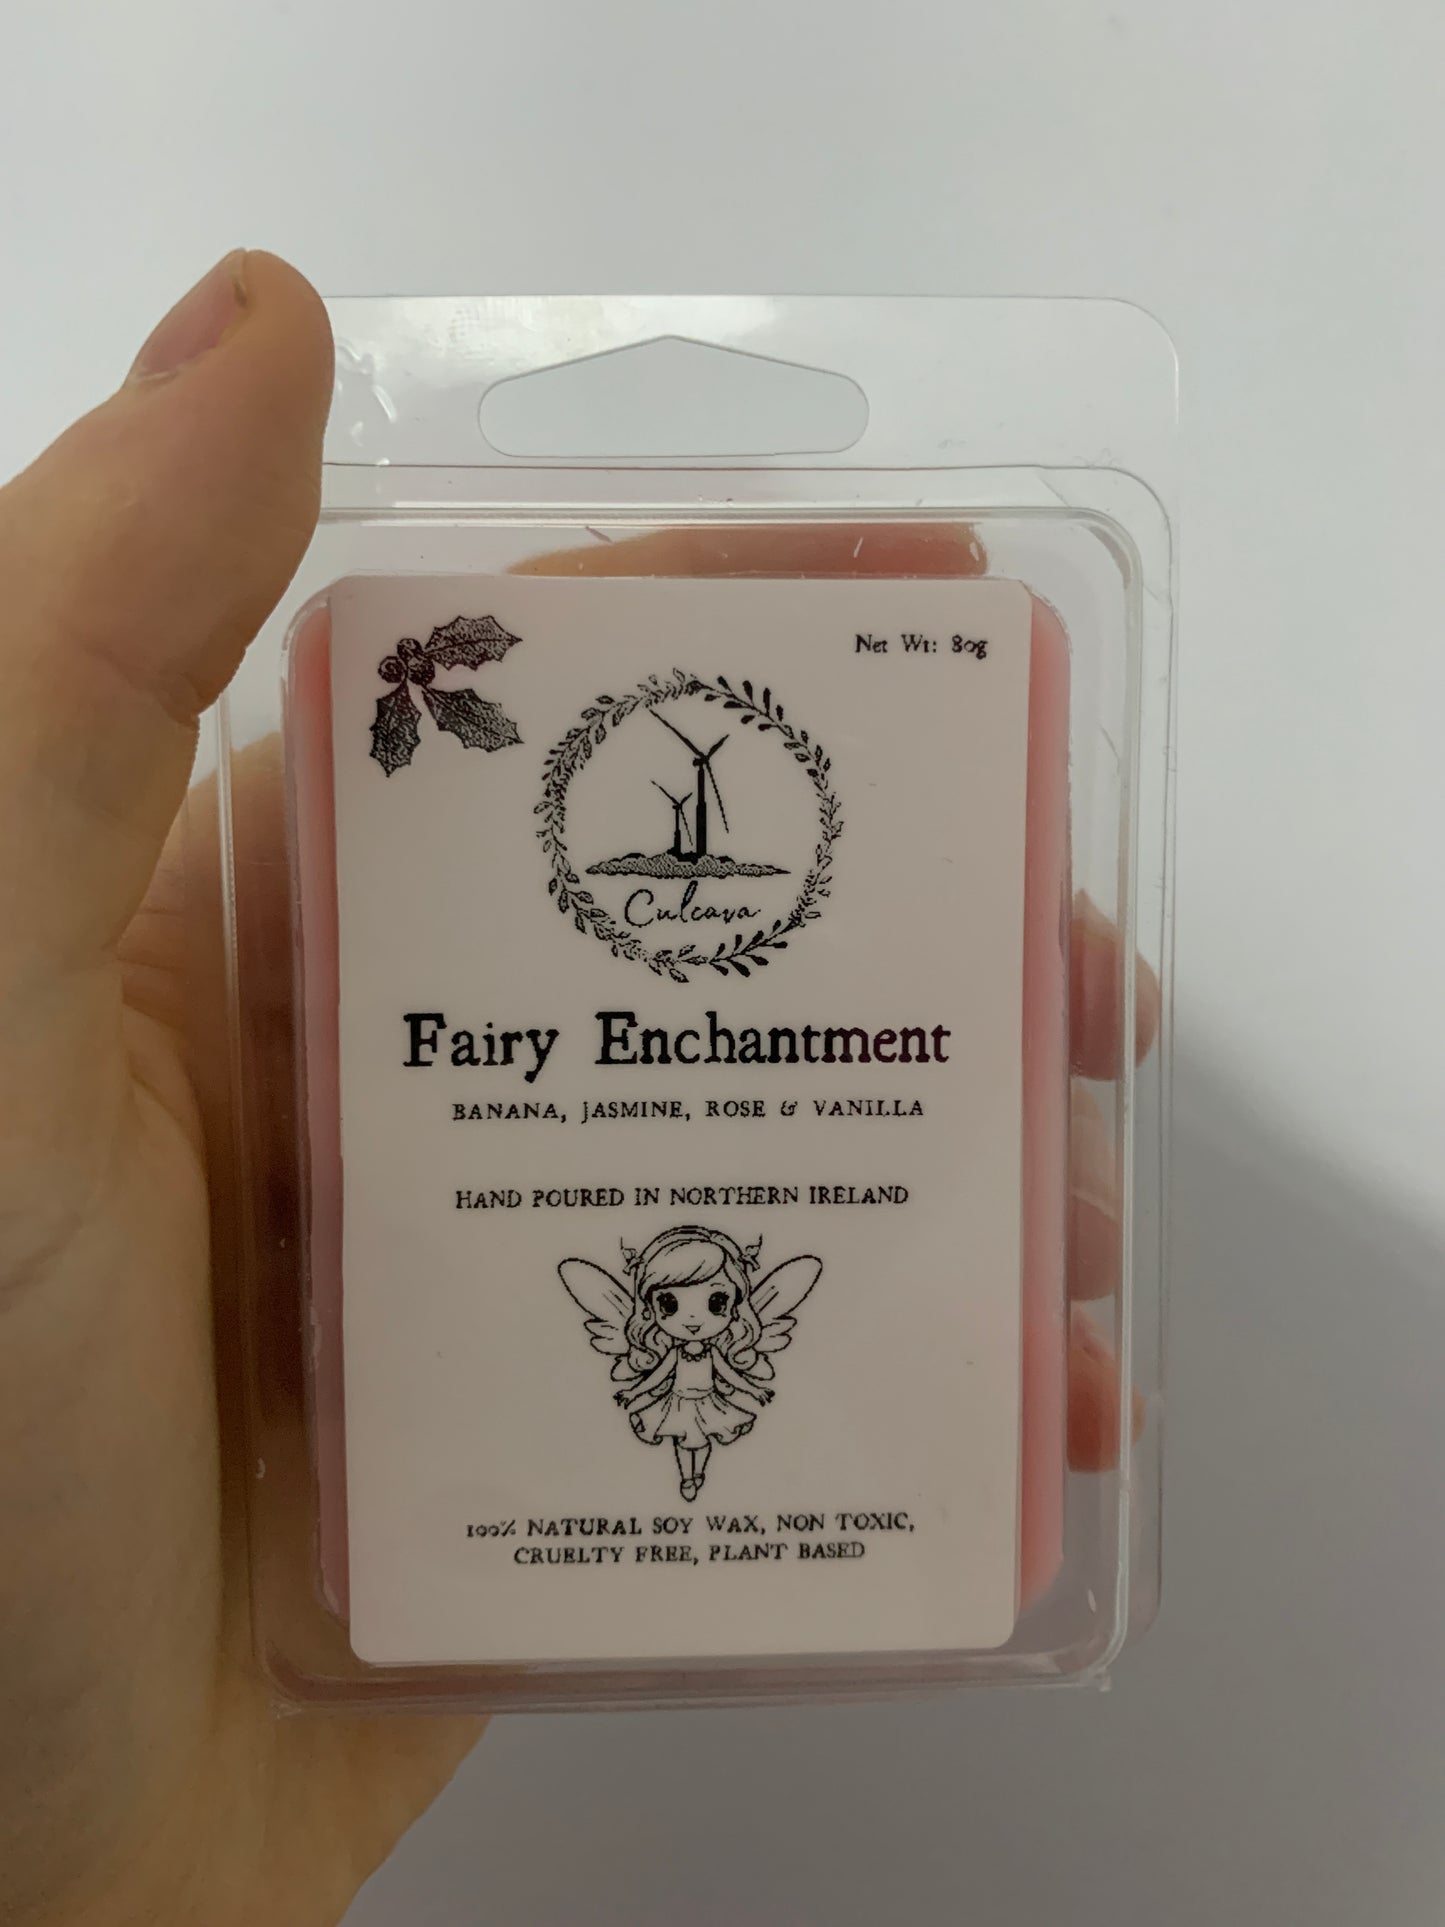 Net Wt: 80g
Culcava
Fairy Enchantment
BANANA, JASMINE, ROSE & VANILLA
HAND POURED IN NORTHERN IRELAND
100% NATURAL SOY WAX, NON TOXIC,
CRUELTY FREE, PLANT BASED